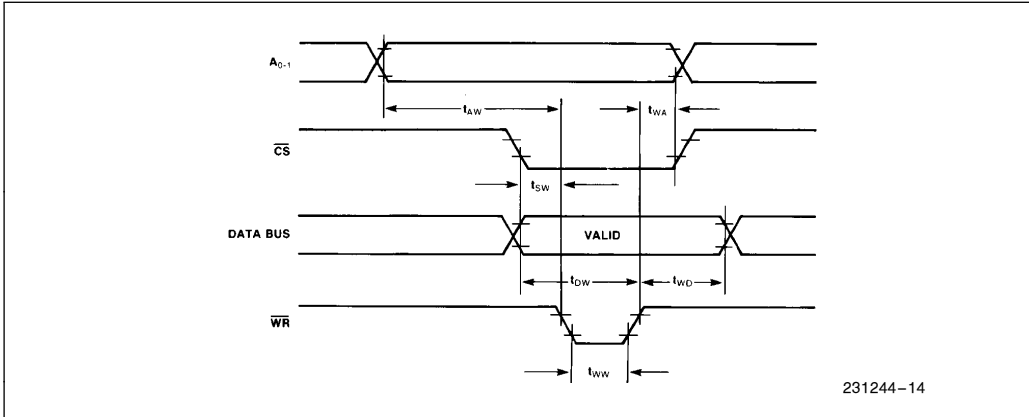 A0-1
tAW
tWA
CS
tSW
DATA BUS
VALID
tDW
tWD
WR
tWW
231244–14